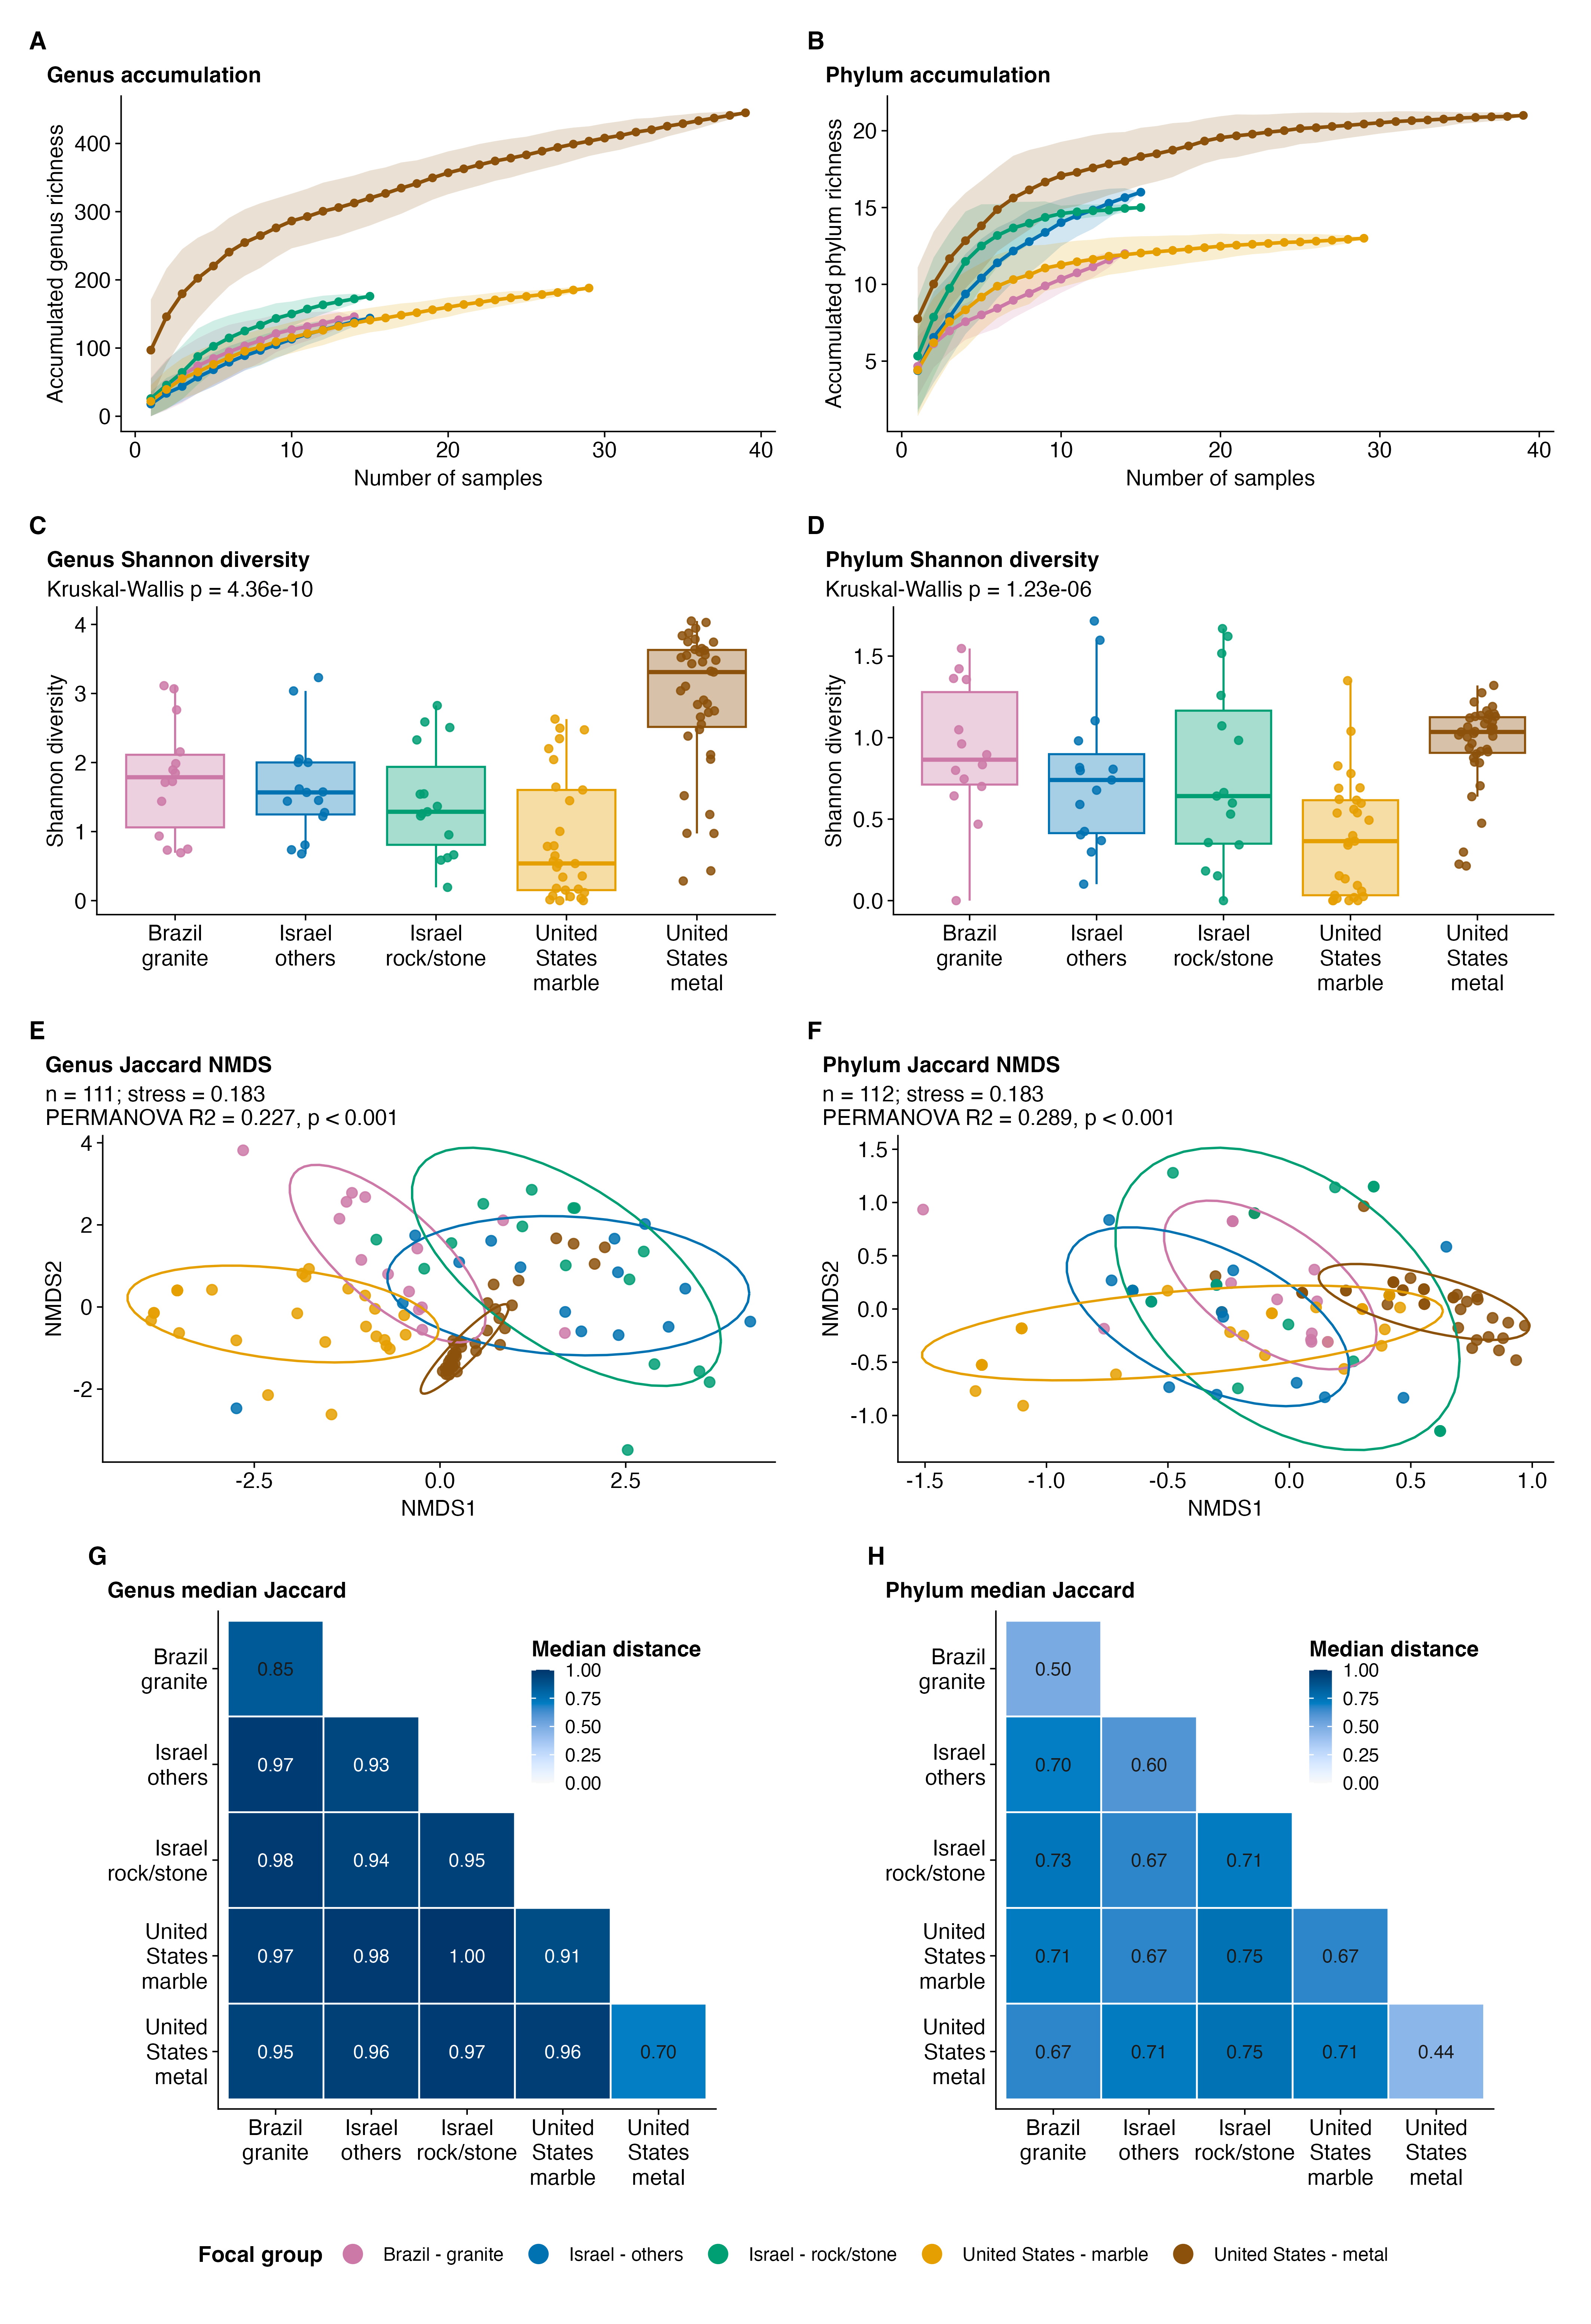 A
Genus accumulation
Accumulated genus richness
400
300
200
100
0
0 10 20 30 40
Number of samples
B
Phylum accumulation
Accumulated phylum richness
20
15
10
5
0 10 20 30 40
Number of samples
C
Genus Shannon diversity
Kruskal-Wallis p = 4.36e-10
Shannon diversity
4
3
2
1
0
Brazil granite
Israel others
Israel rock/stone
United States marble
United States metal
D
Phylum Shannon diversity
Kruskal-Wallis p = 1.23e-06
Shannon diversity
1.5
1.0
0.5
0.0
Brazil granite
Israel others
Israel rock/stone
United States marble
United States metal
E
Genus Jaccard NMDS
n = 111; stress = 0.183
PERMANOVA R2 = 0.227, p < 0.001
NMDS2
4
2
0
-2
-2.5 0.0 2.5
NMDS1
F
Phylum Jaccard NMDS
n = 112; stress = 0.183
PERMANOVA R2 = 0.289, p < 0.001
NMDS2
1.5
1.0
0.5
0.0
-0.5
-1.0
-1.5 -1.0 -0.5 0.0 0.5 1.0
NMDS1
G
Genus median Jaccard
Median distance
1.00
0.75
0.50
0.25
0.00
Brazil granite
0.85
Israel others
0.97 0.93
Israel rock/stone
0.98 0.94 0.95
United States marble
0.97 0.98 1.00 0.91
United States metal
0.95 0.96 0.97 0.96 0.70
Brazil granite
Israel others
Israel rock/stone
United States marble
United States metal
H
Phylum median Jaccard
Median distance
1.00
0.75
0.50
0.25
0.00
Brazil granite
0.50
Israel others
0.70 0.60
Israel rock/stone
0.73 0.67 0.71
United States marble
0.71 0.67 0.75 0.67
United States metal
0.67 0.71 0.75 0.71 0.44
Brazil granite
Israel others
Israel rock/stone
United States marble
United States metal
Focal group Brazil - granite Israel - others Israel - rock/stone United States - marble United States - metal